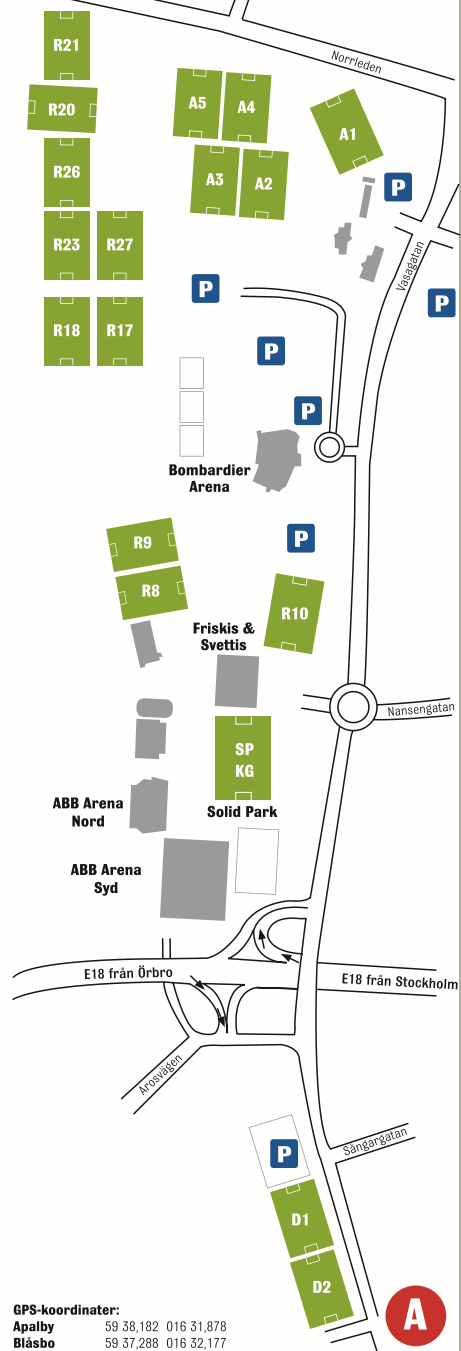 R21
Norrleden
R20
A5
A4
A1
R26
A3
A2
P
R23
R27
Vasagatan
P
P
R18
R17
P
P
Bombardier
Arena
R9
P
R8
R10
Friskis &
Svettis
Nansengatan
SP
KG
ABB Arena
Nord
Solid Park
ABB Arena
Syd
E18 från Örbro
E18 från Stockholm
Arosvägen
Sångargatan
P
D1
D2
A
GPS-koordinater:
Apalby 59 38,182 016 31,878
Blåsbo 59 37,288 016 32,177